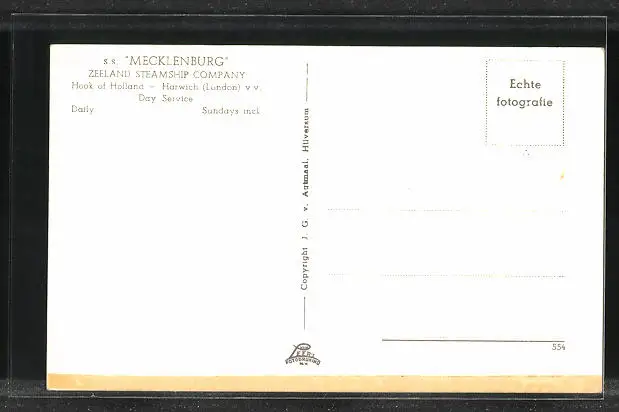 s.s. "MECKLENBURG"
ZEELAND STEAMSHIP COMPANY
Hook of Holland — Harwich (London) v.v.
Day Service
Daily Sundays incl.
Copyright J. G. v. Agtmaal, Hilversum
Echte
fotografie
FOTODRUKIND
N.V.
554